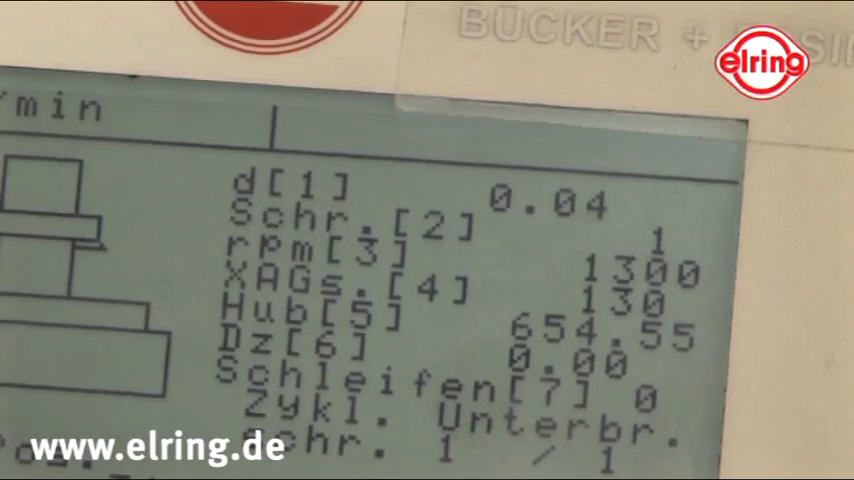 BÜCKER +
elring
/min
d[1] 0.04
Schr.[2] 1
rpm[3] 1300
XAGs.[4] 130
Hub[5] 654.55
Dz[6] 0.00
Schleifen[7] 0
Zykl. Unterbr.
Schr. 1 / 1
www.elring.de